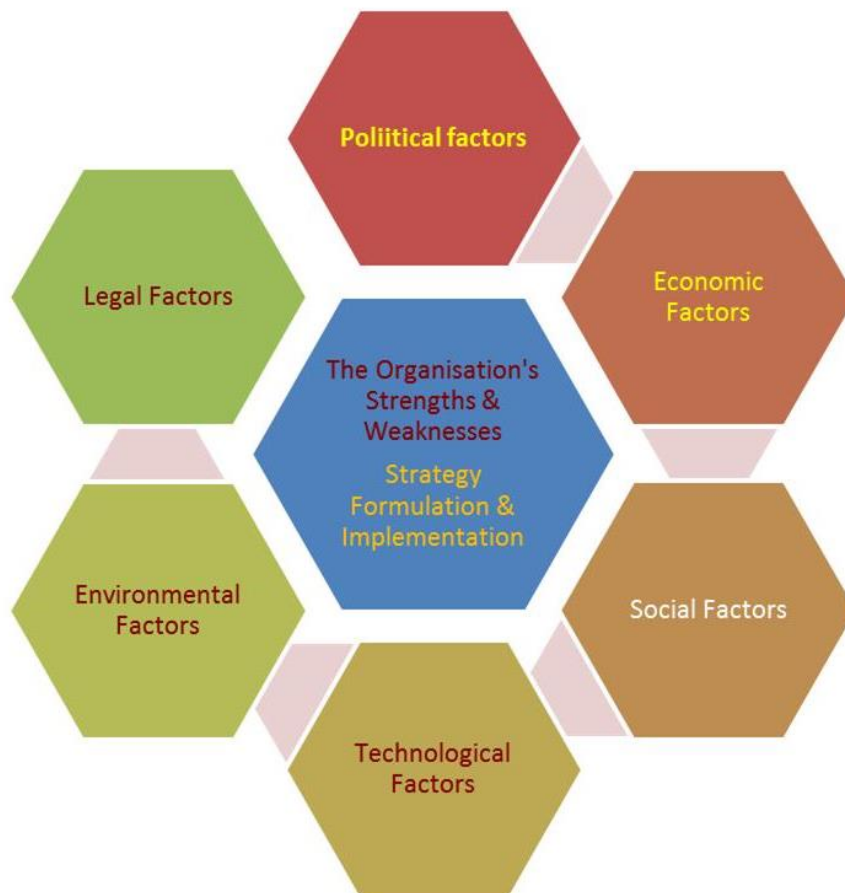 Poliitical factors
Economic
Factors
Legal Factors
The Organisation's
Strengths &
Weaknesses
Strategy
Formulation &
Implementation
Environmental
Factors
Social Factors
Technological
Factors